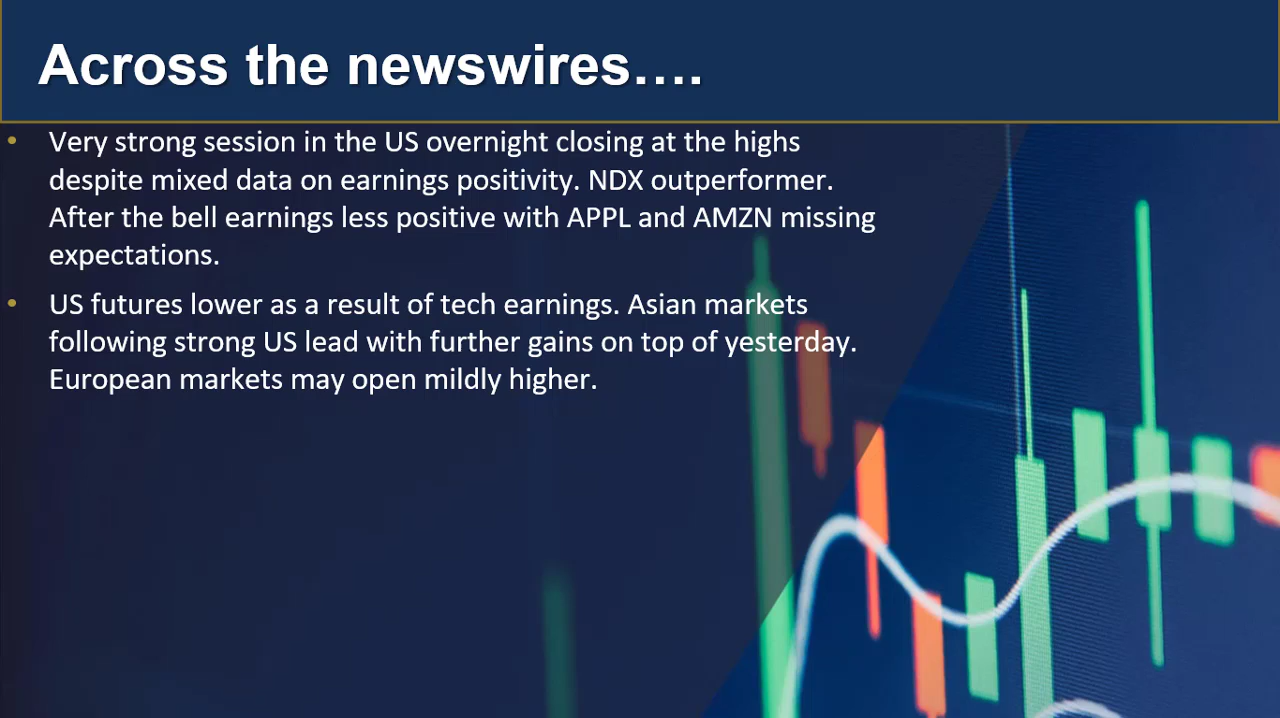 Across the newswires….
• Very strong session in the US overnight closing at the highs
despite mixed data on earnings positivity. NDX outperformer.
After the bell earnings less positive with APPL and AMZN missing
expectations.
• US futures lower as a result of tech earnings. Asian markets
following strong US lead with further gains on top of yesterday.
European markets may open mildly higher.